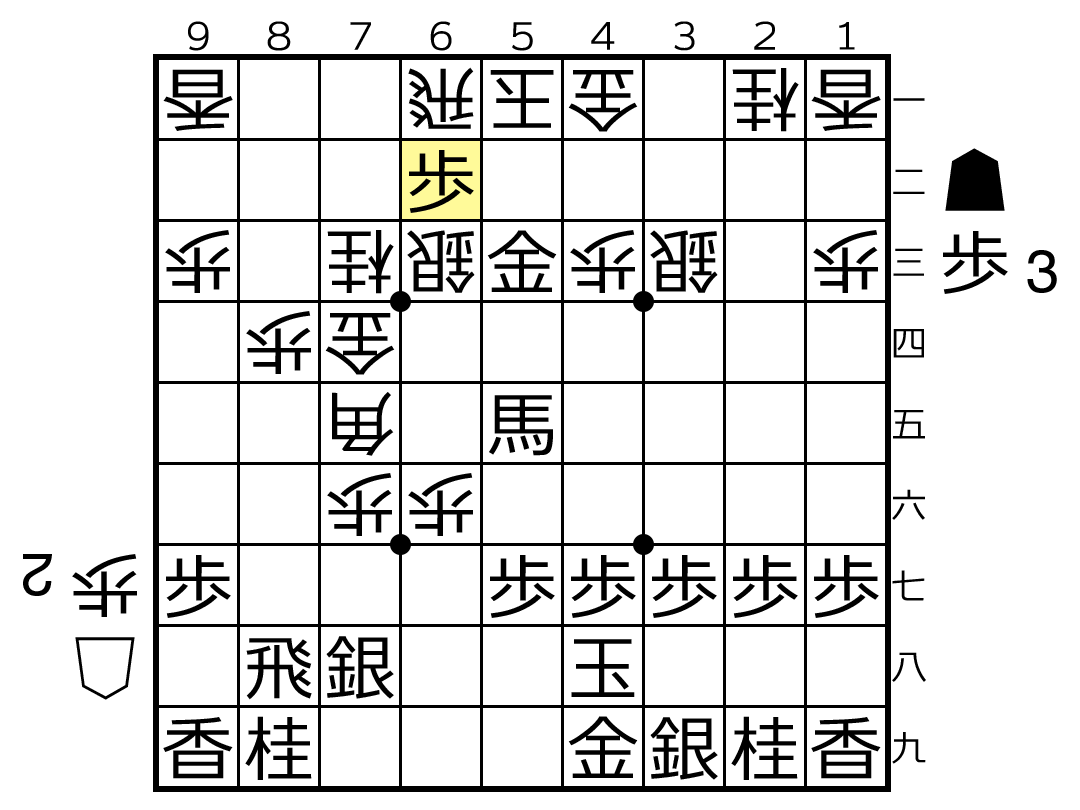 9 8 7 6 5 4 3 2 1
香 飛 王 金 桂 香 一
歩 二
歩 桂 銀 金 歩 銀 歩 三
歩 3
歩 金 四
角 馬 五
歩 歩 六
歩 歩 歩 歩 歩 歩 七
歩 2
飛 銀 玉 八
香 桂 金 銀 桂 香 九